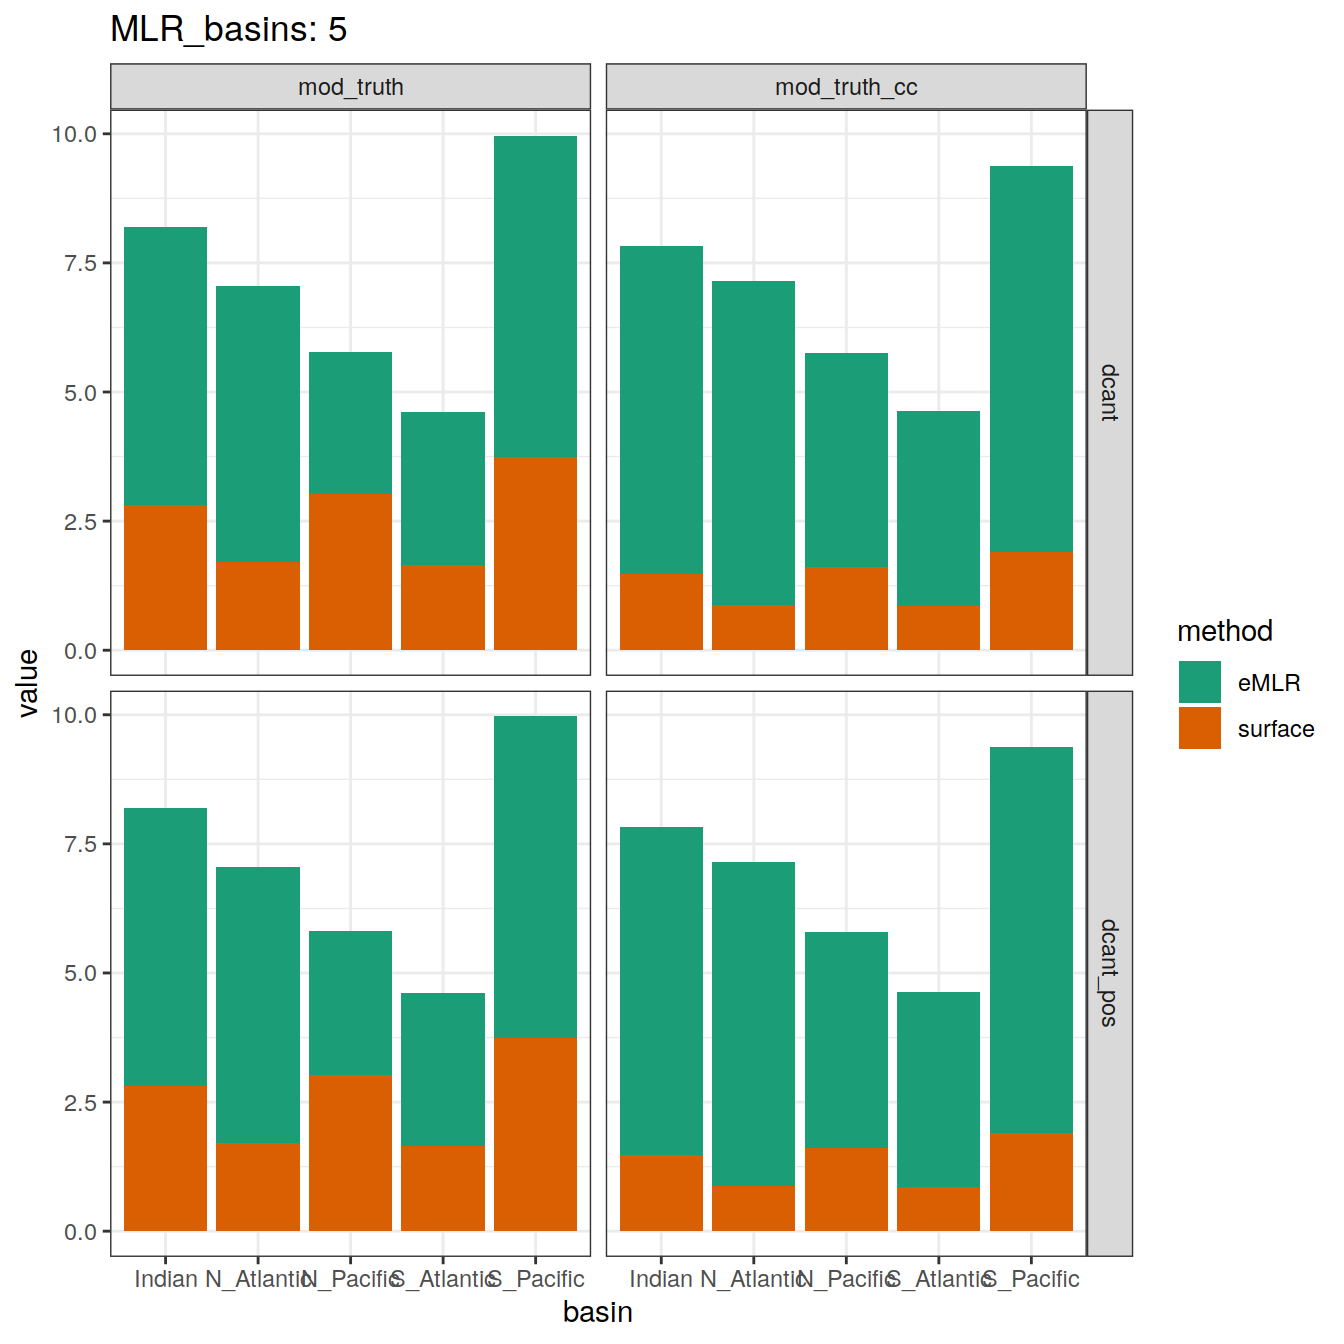 MLR_basins: 5
mod_truth
mod_truth_cc
10.0
7.5
5.0
2.5
0.0
dcant
10.0
7.5
5.0
2.5
0.0
dcant_pos
value
Indian N_Atlantic N_Pacific S_Atlantic S_Pacific
Indian N_Atlantic N_Pacific S_Atlantic S_Pacific
basin
method
eMLR
surface